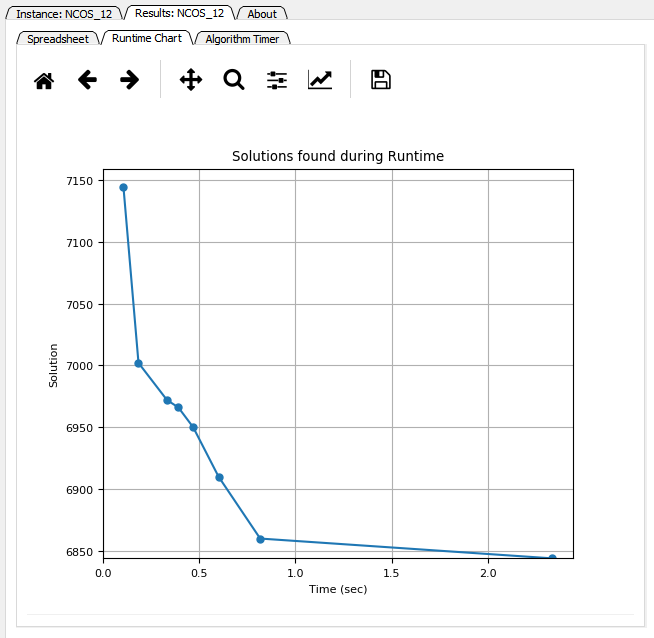 Instance: NCOS_12 Results: NCOS_12 About
Spreadsheet Runtime Chart Algorithm Timer
Solutions found during Runtime
7150
7100
7050
7000
6950
6900
6850
Solution
0.0 0.5 1.0 1.5 2.0
Time (sec)